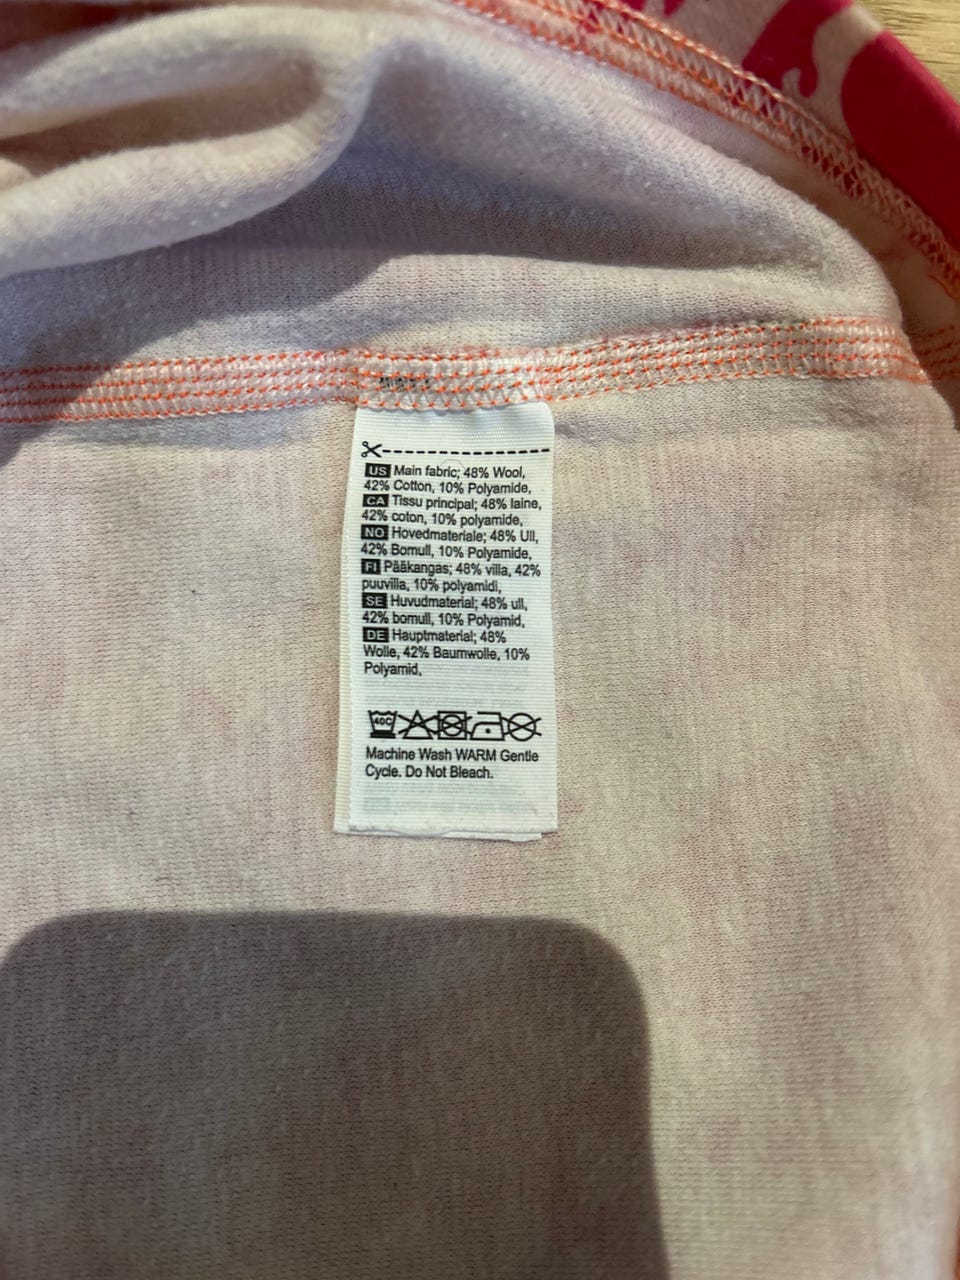 US Main fabric; 48% Wool,
42% Cotton, 10% Polyamide,
CA Tissu principal; 48% laine,
42% coton, 10% polyamide,
NO Hovedmateriale; 48% Ull,
42% Bomull, 10% Polyamide,
FI Pääkangas; 48% villa, 42%
puuvilla, 10% polyamidi,
SE Huvudmaterial; 48% ull,
42% bomull, 10% Polyamid,
DE Hauptmaterial; 48%
Wolle, 42% Baumwolle, 10%
Polyamid,
40C
Machine Wash WARM Gentle
Cycle. Do Not Bleach.